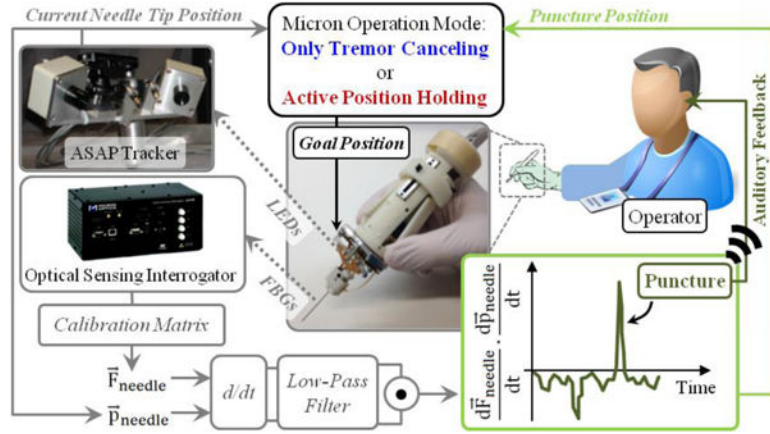 Current Needle Tip Position
Micron Operation Mode:
Only Tremor Canceling
or
Active Position Holding
Puncture Position
ASAP Tracker
Goal Position
LEDs
FBGs
Operator
Auditory Feedback
Optical Sensing Interrogator
Calibration Matrix
F⃗needle
p⃗needle
d/dt
Low-Pass
Filter
dF⃗needle/dt · dp⃗needle/dt
Puncture
Time